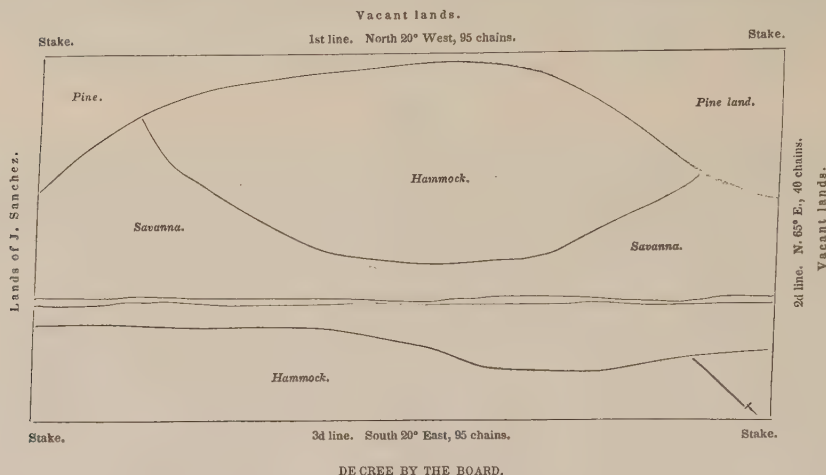 Vacant lands.
Stake.
1st line. North 20° West, 95 chains.
Stake.
Pine.
Pine land.
Lands of J. Sanchez.
Hammock.
2d line. N. 65° E., 40 chains.
Vacant lands.
Savanna.
Savanna.
Hammock.
Stake.
3d line. South 20° East, 95 chains.
Stake.
DECREE BY THE BOARD.